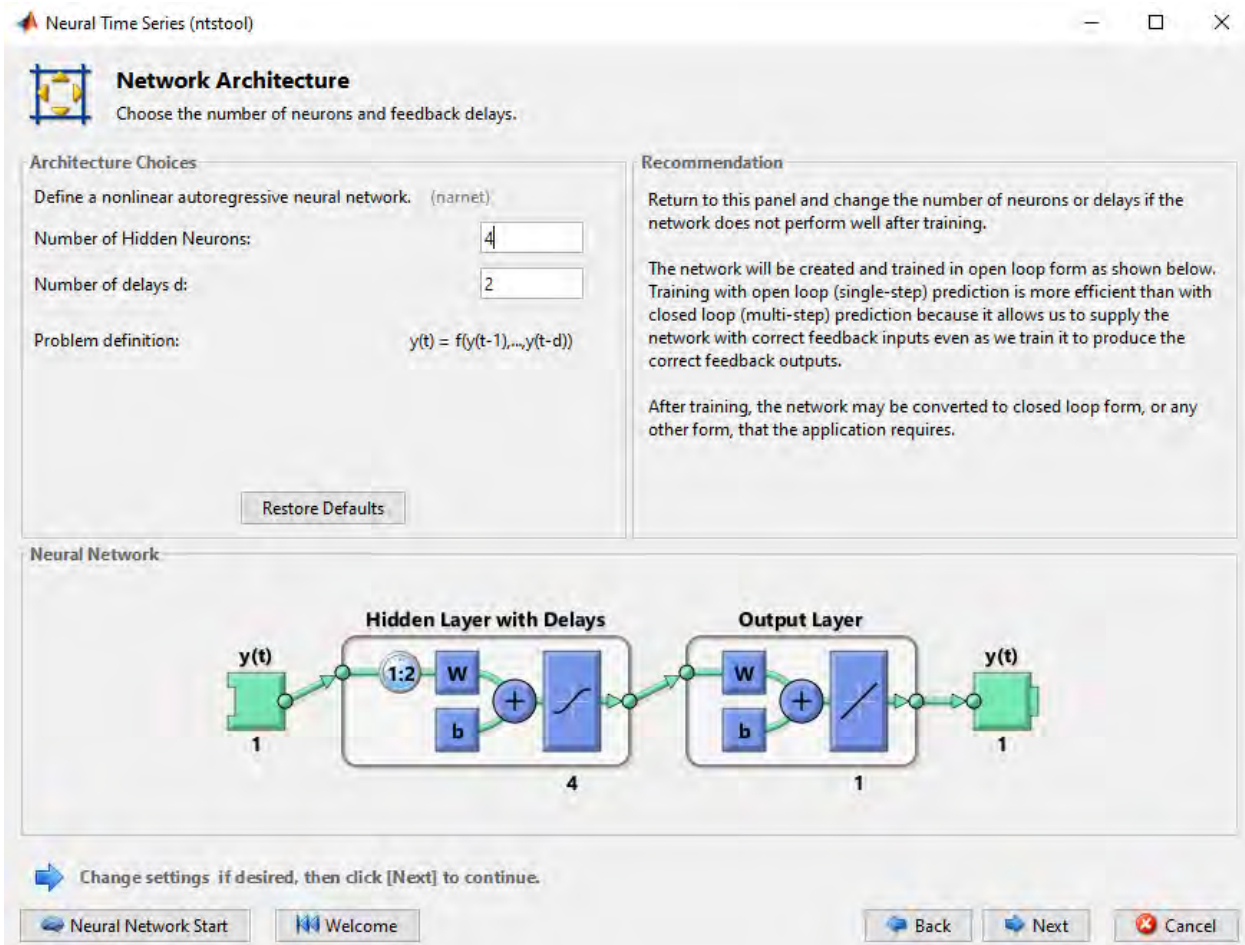 Neural Time Series (ntstool)
Network Architecture
Choose the number of neurons and feedback delays.
Architecture Choices
Define a nonlinear autoregressive neural network. (narnet)
Number of Hidden Neurons:
4
Number of delays d:
2
Problem definition:
y(t) = f(y(t-1),...,y(t-d))
Restore Defaults
Recommendation
Return to this panel and change the number of neurons or delays if the
network does not perform well after training.
The network will be created and trained in open loop form as shown below.
Training with open loop (single-step) prediction is more efficient than with
closed loop (multi-step) prediction because it allows us to supply the
network with correct feedback inputs even as we train it to produce the
correct feedback outputs.
After training, the network may be converted to closed loop form, or any
other form, that the application requires.
Neural Network
Hidden Layer with Delays
Output Layer
y(t)
1
1:2
W
b
4
W
b
1
y(t)
1
Change settings if desired, then click [Next] to continue.
Neural Network Start
Welcome
Back
Next
Cancel